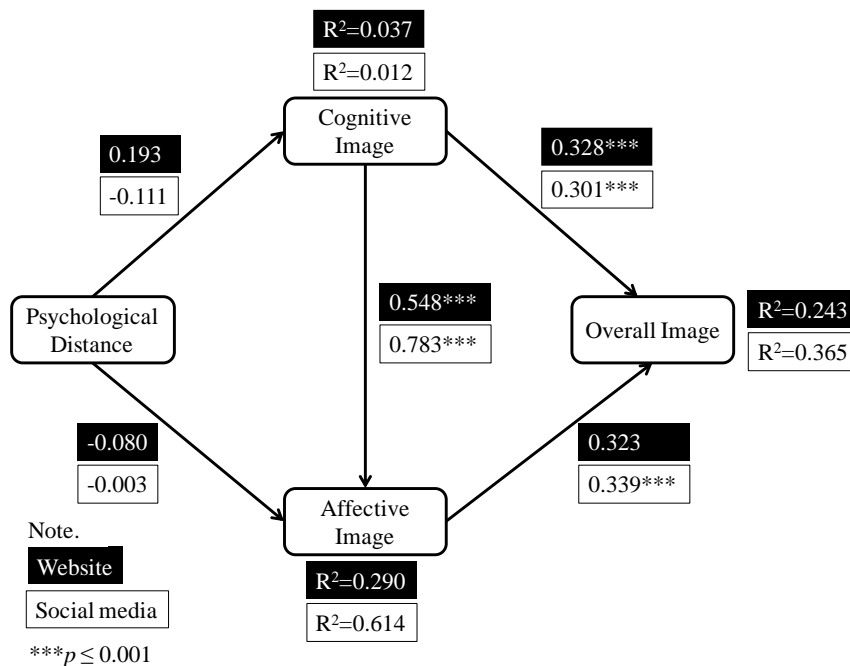 R²=0.037
R²=0.012
Cognitive
Image
0.193
-0.111
0.328***
0.301***
Psychological
Distance
0.548***
0.783***
Overall Image
R²=0.243
R²=0.365
-0.080
-0.003
0.323
0.339***
Affective
Image
R²=0.290
R²=0.614
Note.
Website
Social media
***p ≤ 0.001